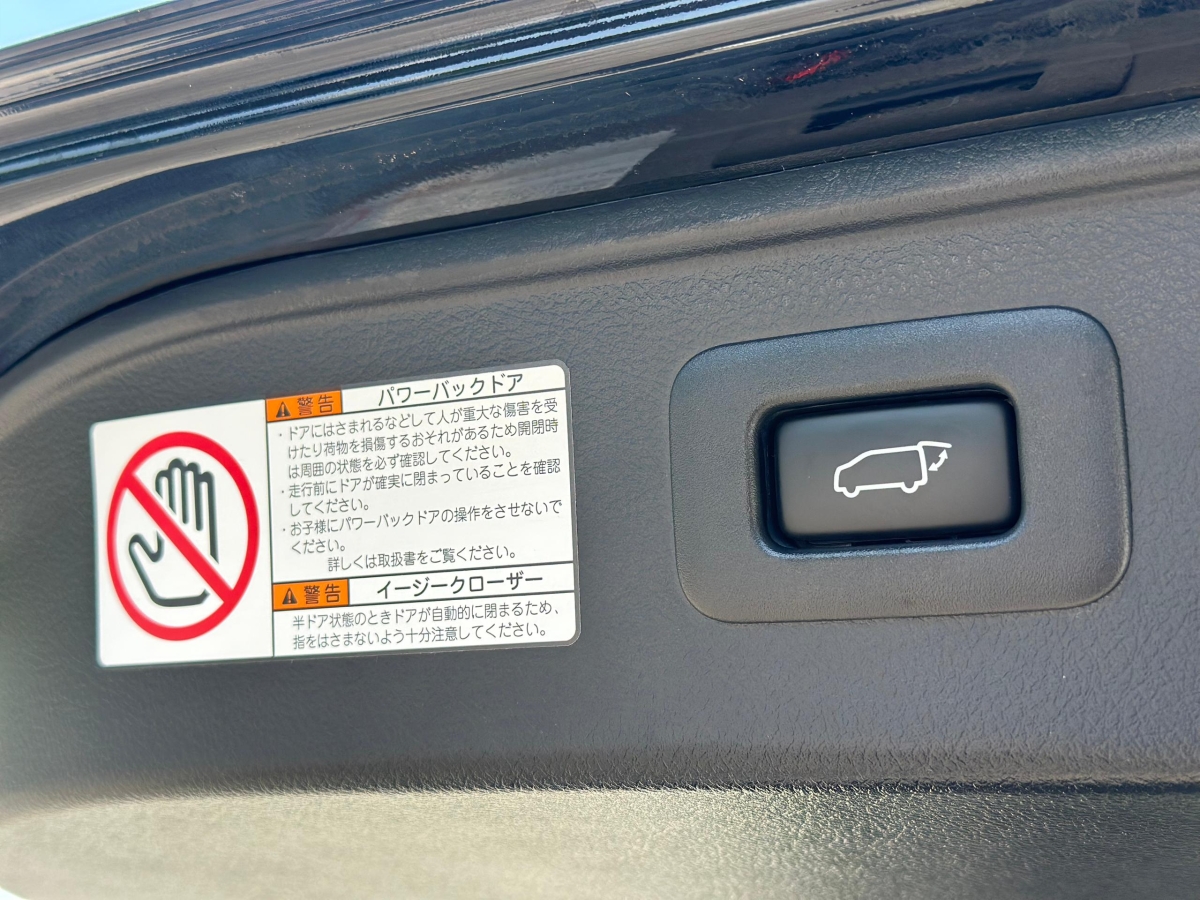 警告 パワーバックドア
・ドアにはさまれるなどして人が重大な傷害を受
けたり荷物を損傷するおそれがあるため開閉時
は周囲の状態を必ず確認してください。
・走行前にドアが確実に閉まっていることを確認
してください。
・お子様にパワーバックドアの操作をさせないで
ください。
詳しくは取扱書をご覧ください。
警告 イージークローザー
半ドア状態のときドアが自動的に閉まるため、
指をはさまないよう十分注意してください。